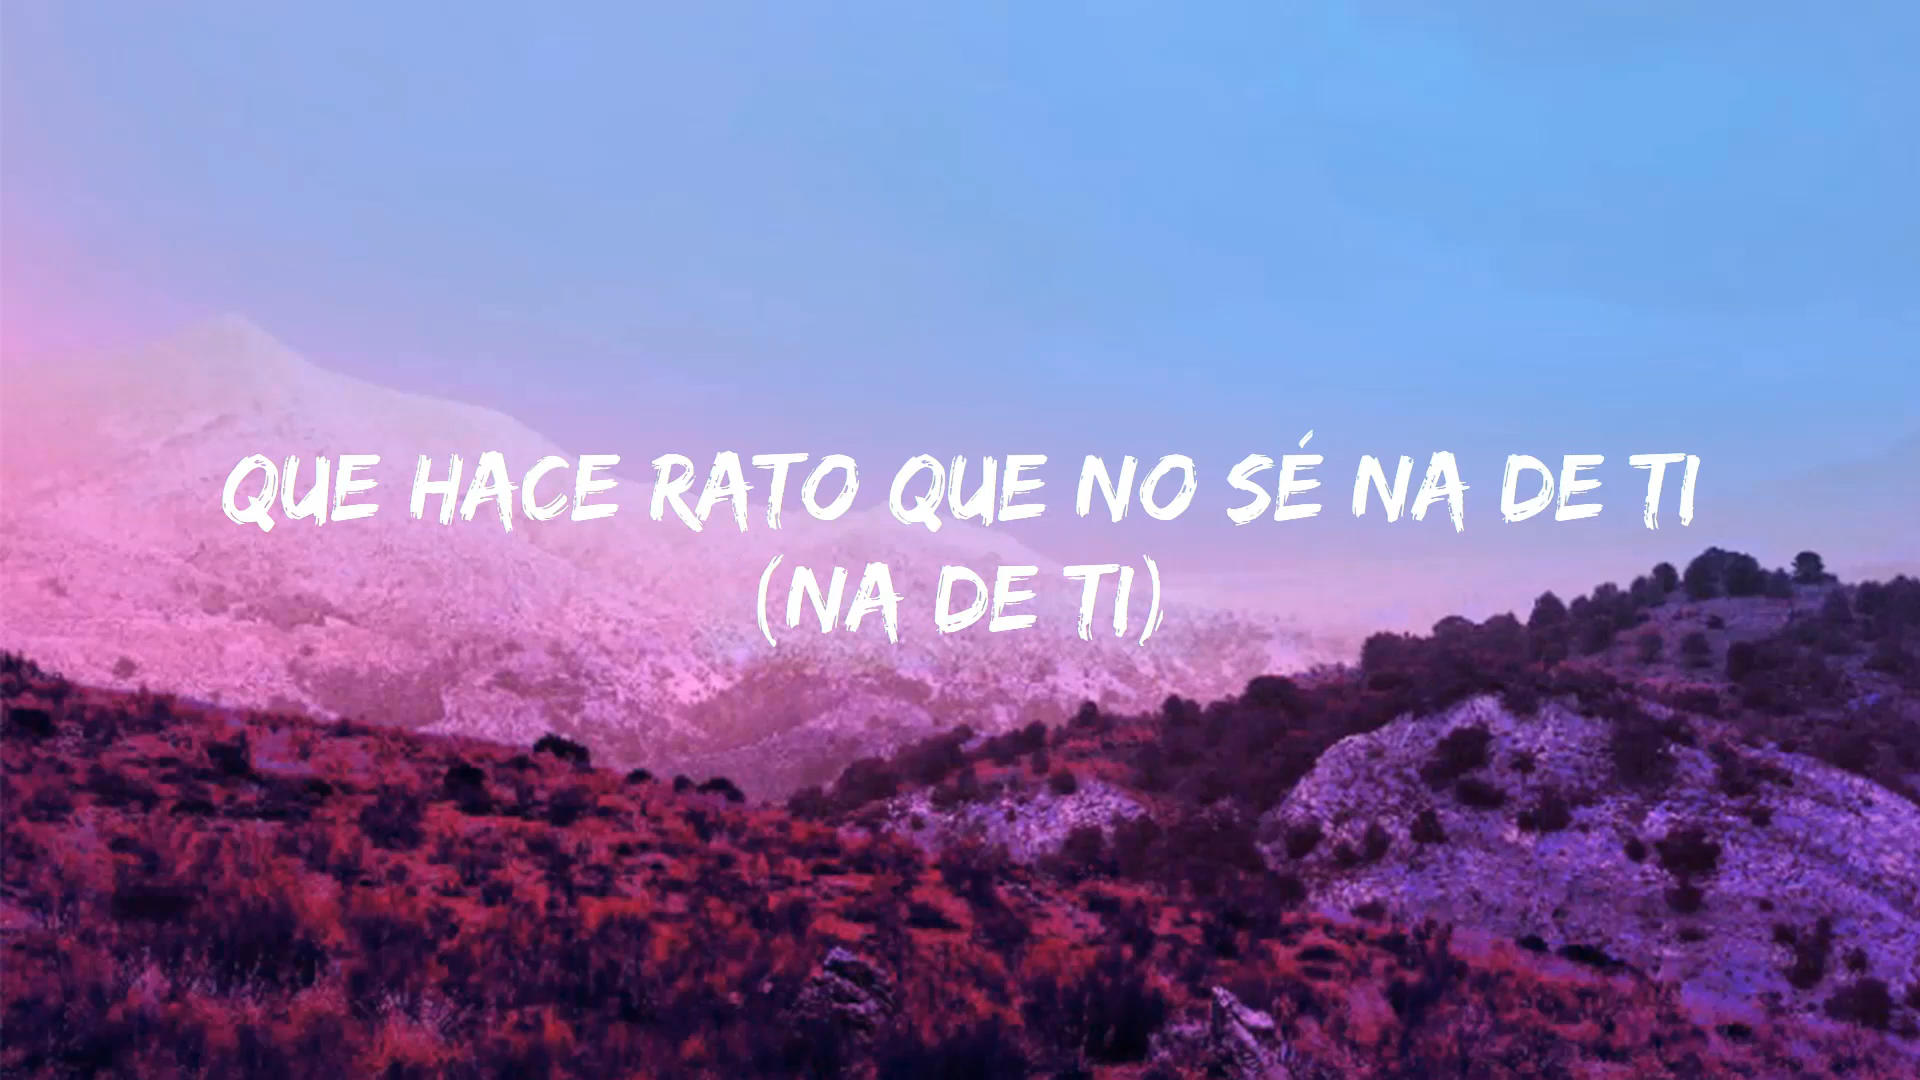 QUE HACE RATO QUE NO SÉ NA DE TI
(NA DE TI)